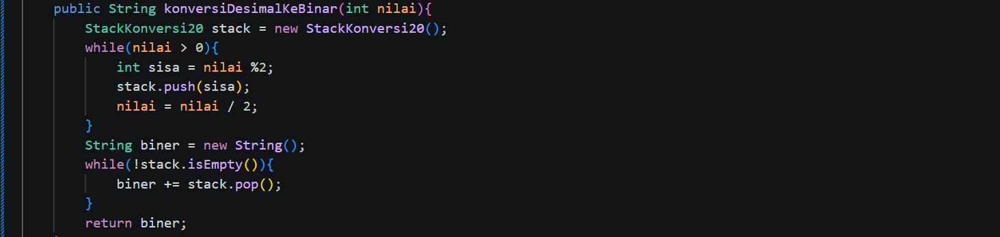 public String konversiDesimalKeBinar(int nilai){
StackKonversi20 stack = new StackKonversi20();
while(nilai > 0){
int sisa = nilai %2;
stack.push(sisa);
nilai = nilai / 2;
}
String biner = new String();
while(!stack.isEmpty()){
biner += stack.pop();
}
return biner;